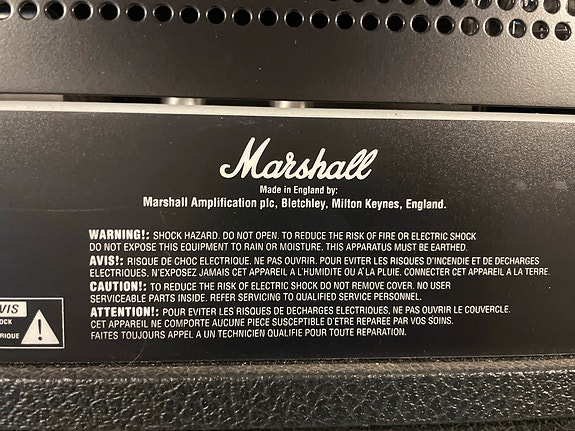 Marshall
Made in England by:
Marshall Amplification plc, Bletchley, Milton Keynes, England.
WARNING!: SHOCK HAZARD. DO NOT OPEN. TO REDUCE THE RISK OF FIRE OR ELECTRIC SHOCK
DO NOT EXPOSE THIS EQUIPMENT TO RAIN OR MOISTURE. THIS APPARATUS MUST BE EARTHED.
AVIS!: RISQUE DE CHOC ELECTRIQUE. NE PAS OUVRIR. POUR EVITER LES RISQUES D'INCENDIE ET DE DECHARGES
ELECTRIQUES, N'EXPOSEZ JAMAIS CET APPAREIL A L'HUMIDITE OU A'LA PLUIE. CONNECTER CET APPAREIL A LA TERRE.
CAUTION!: TO REDUCE THE RISK OF ELECTRIC SHOCK DO NOT REMOVE COVER. NO USER
SERVICEABLE PARTS INSIDE. REFER SERVICING TO QUALIFIED SERVICE PERSONNEL.
ATTENTION!: POUR EVITER LES RISQUES DE DECHARGES ELECTRIQUES, NE PAS OUVRIR LE COUVERCLE.
CET APPAREIL NE COMPORTE AUCUNE PIECE SUSCEPTIBLE D'ETRE REPAREE PAR VOS SOINS.
FAITES TOUJOURS APPEL A UN TECHNICIEN QUALIFIE POUR TOUTE REPARATION.
AVIS
OCK
RIQUE